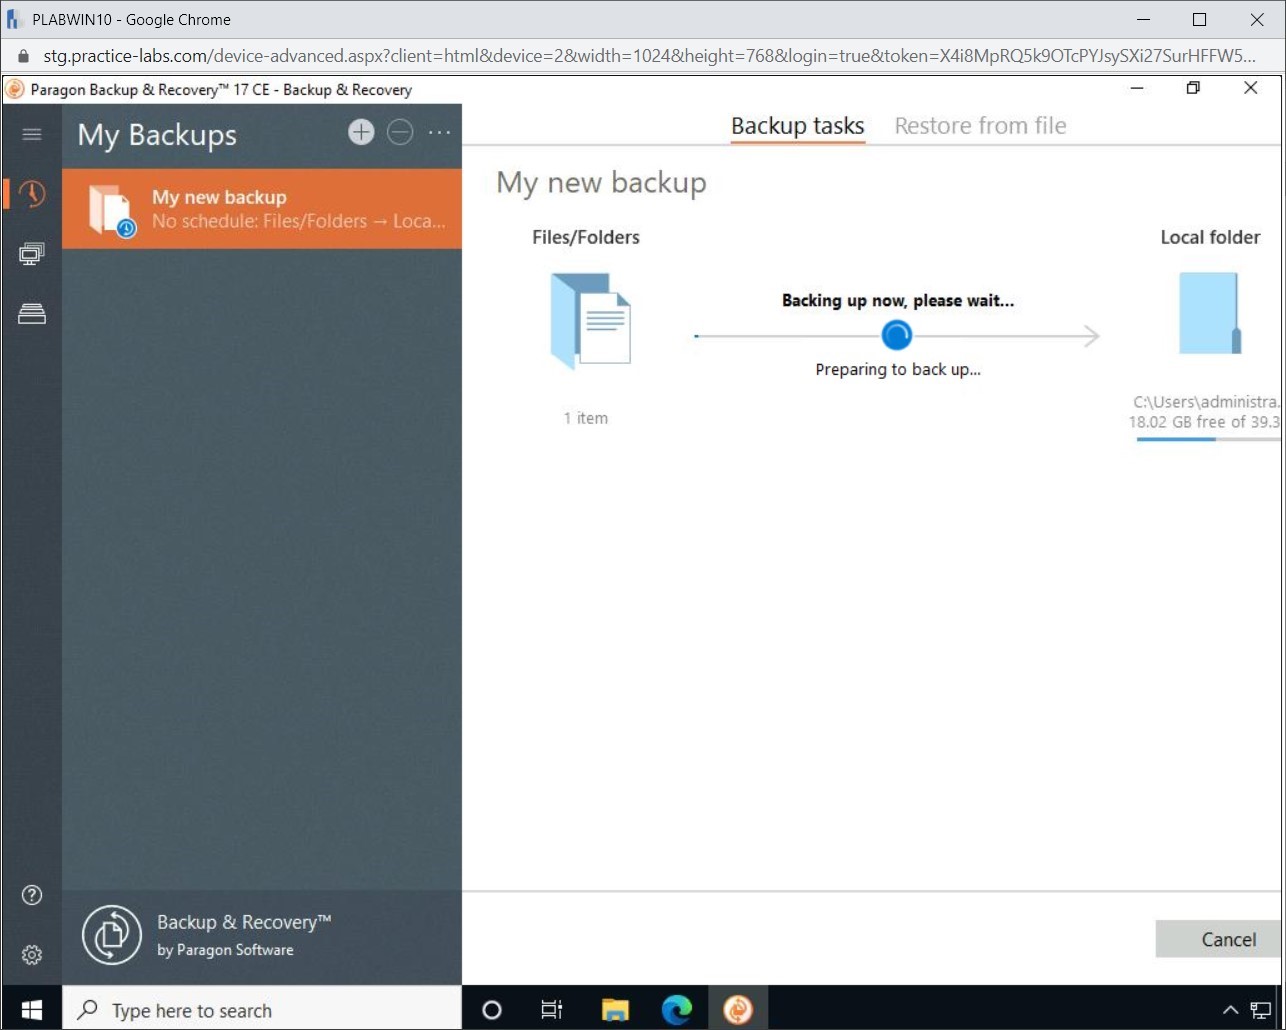 PLABWIN10 - Google Chrome
stg.practice-labs.com/device-advanced.aspx?client=html&device=2&width=1024&height=768&login=true&token=X4i8MpRQ5k9OTcPYJsySXi27SurHFFW5...
Paragon Backup & Recovery™ 17 CE - Backup & Recovery
My Backups
Backup tasks
Restore from file
My new backup
No schedule: Files/Folders → Loca...
My new backup
Files/Folders
Local folder
Backing up now, please wait...
Preparing to back up...
1 item
C:\Users\administra.
18.02 GB free of 39.3
Backup & Recovery™
by Paragon Software
Cancel
Type here to search